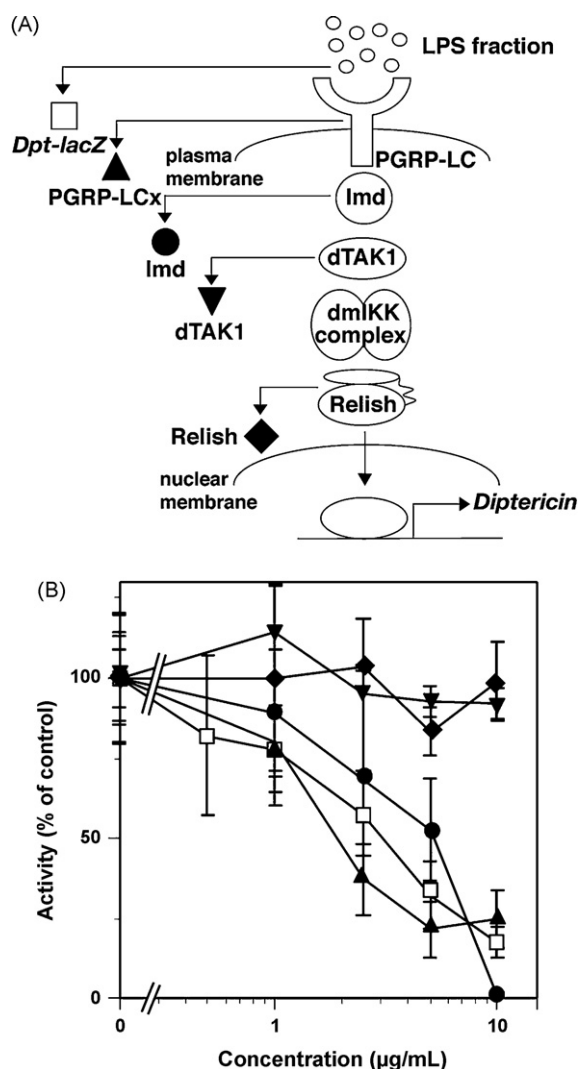 (A)
LPS fraction
Dpt-lacZ
plasma
membrane
PGRP-LC
PGRP-LCx
Imd
Imd
dTAK1
dTAK1
dmIKK
complex
Relish
Relish
nuclear
membrane
Diptericin
(B)
Activity (% of control)
100
50
0
0
1
10
Concentration (µg/mL)